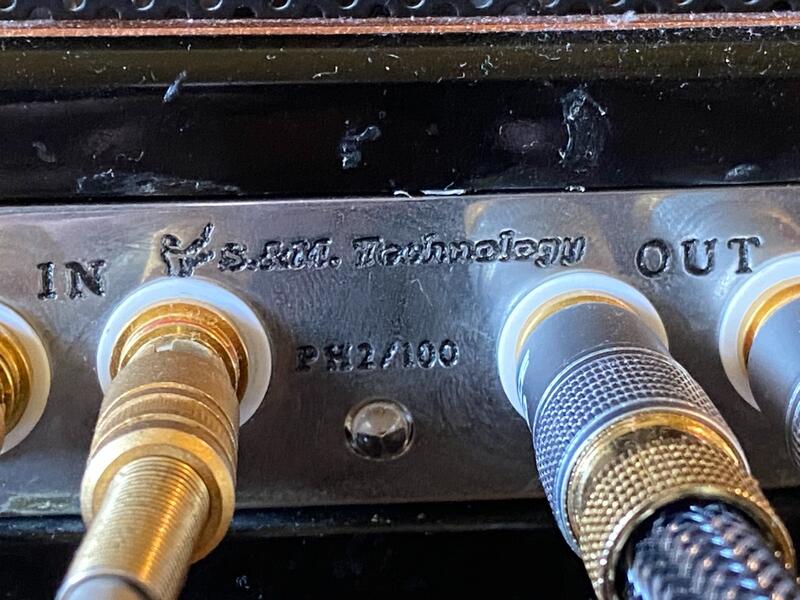 IN S.&M. Technology OUT
PH2/100